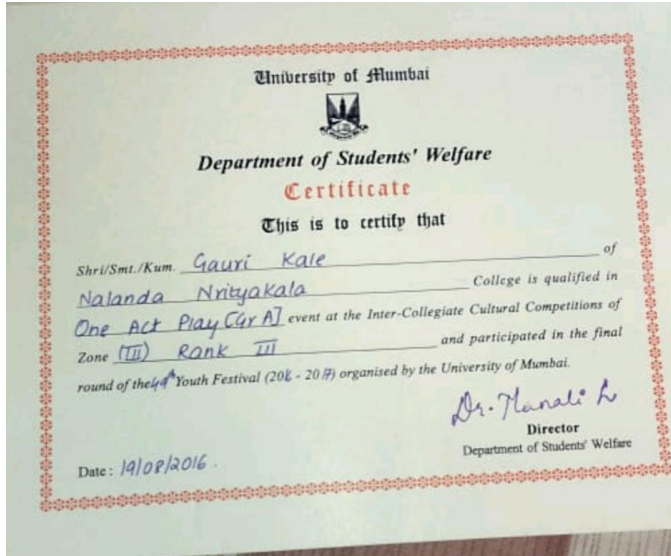 University of Mumbai
Department of Students' Welfare
Certificate
This is to certify that
Shri/Smt./Kum. Gauri Kale of
Nalanda Nrityakala College is qualified in
One Act Play [Gr A] event at the Inter-Collegiate Cultural Competitions of
Zone (III) Rank III and participated in the final
round of the 49th Youth Festival (2016 - 2017) organised by the University of Mumbai.
Dr. Manali L
Director
Department of Students' Welfare
Date : 19/08/2016.